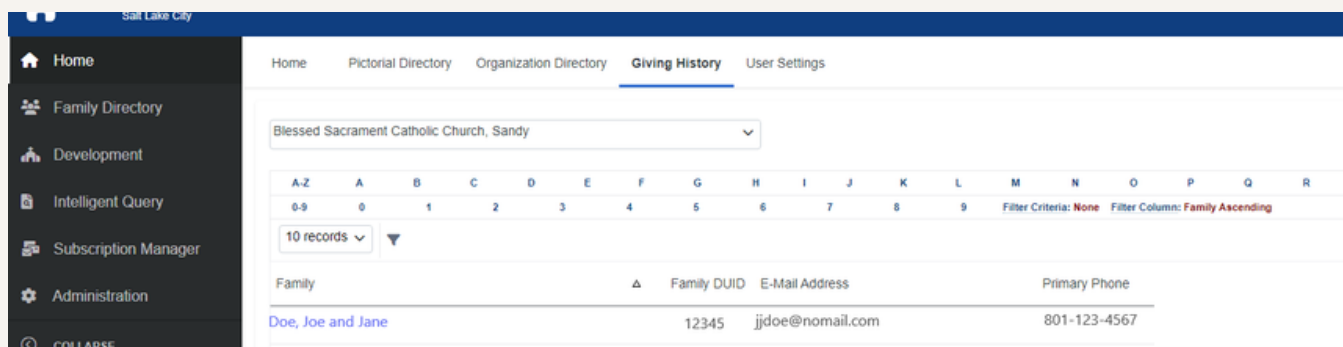 Salt Lake City
Home
Family Directory
Development
Intelligent Query
Subscription Manager
Administration
COLLAPSE
Home Pictorial Directory Organization Directory Giving History User Settings
Blessed Sacrament Catholic Church, Sandy
A-Z A B C D E F G H I J K L M N O P Q R
0-9 0 1 2 3 4 5 6 7 8 9 Filter Criteria: None Filter Column: Family Ascending
10 records
Family Family DUID E-Mail Address Primary Phone
Doe, Joe and Jane 12345 jjdoe@nomail.com 801-123-4567